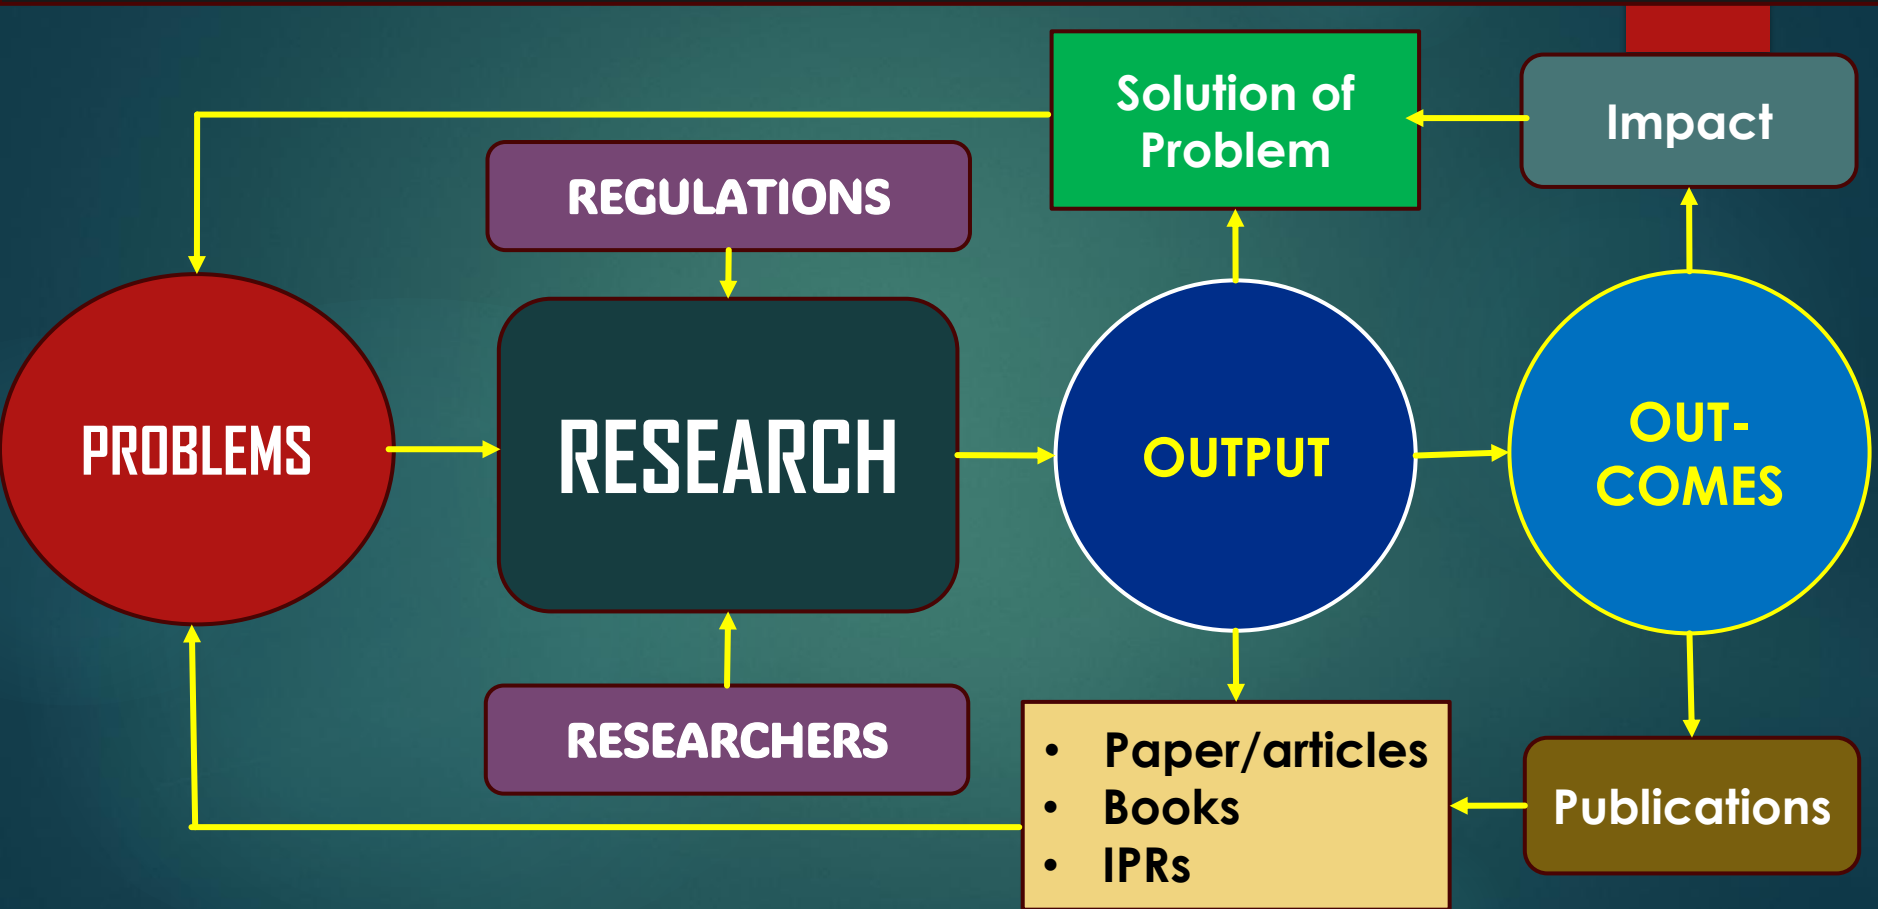 Solution of
Problem
Impact
REGULATIONS
PROBLEMS
RESEARCH
OUTPUT
OUT-
COMES
RESEARCHERS
• Paper/articles
• Books
• IPRs
Publications